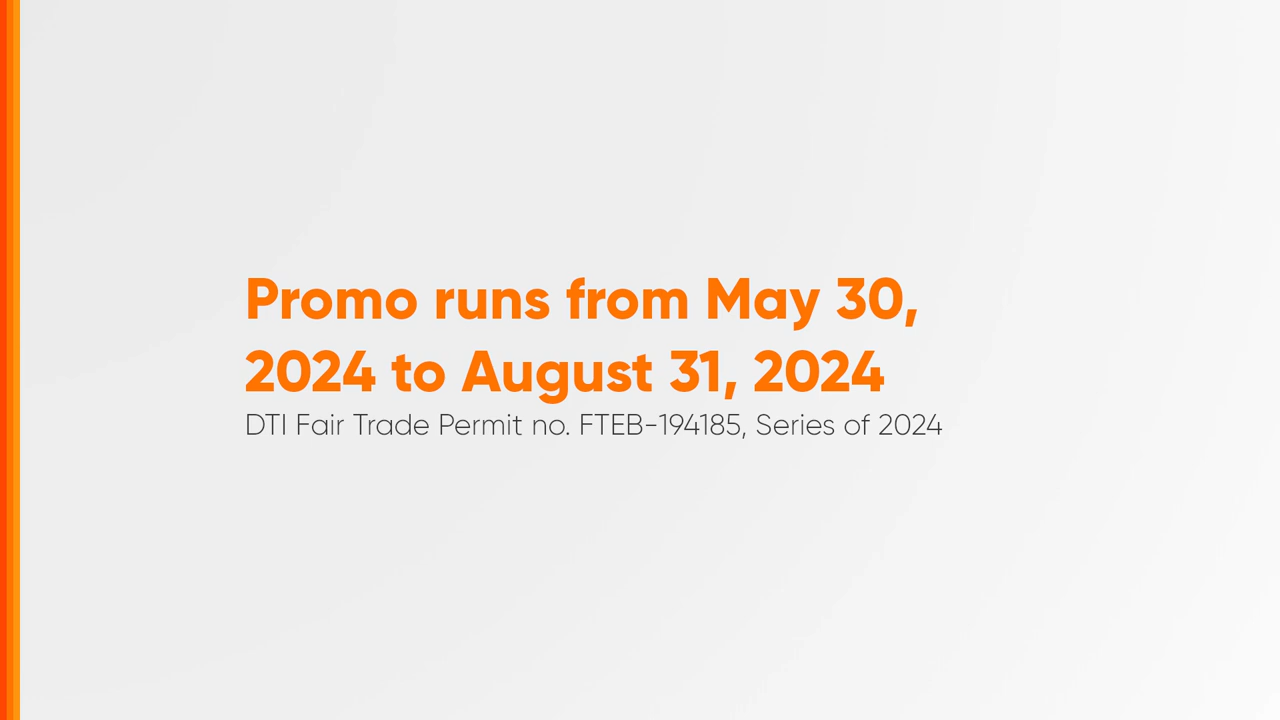 Promo runs from May 30,
2024 to August 31, 2024
DTI Fair Trade Permit no. FTEB-194185, Series of 2024